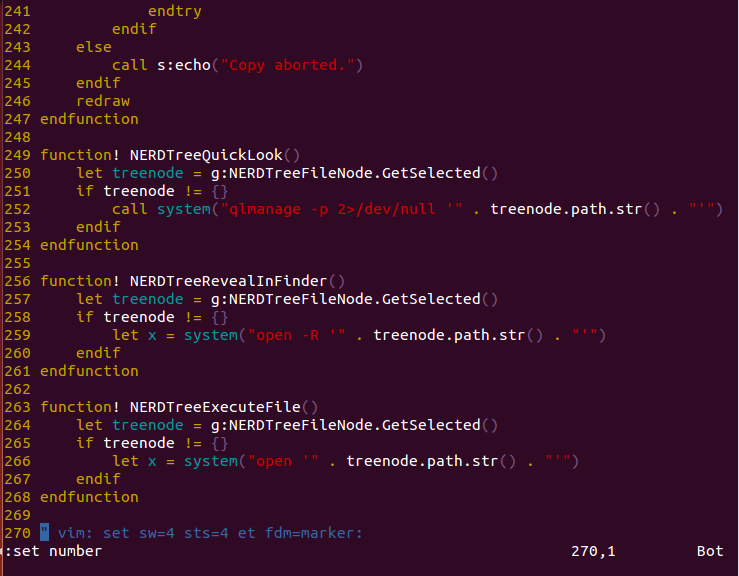 241             endtry
242         endif
243     else
244         call s:echo("Copy aborted.")
245     endif
246     redraw
247 endfunction
248
249 function! NERDTreeQuickLook()
250     let treenode = g:NERDTreeFileNode.GetSelected()
251     if treenode != {}
252         call system("qlmanage -p 2>/dev/null '" . treenode.path.str() . "'")
253     endif
254 endfunction
255
256 function! NERDTreeRevealInFinder()
257     let treenode = g:NERDTreeFileNode.GetSelected()
258     if treenode != {}
259         let x = system("open -R '" . treenode.path.str() . "'")
260     endif
261 endfunction
262
263 function! NERDTreeExecuteFile()
264     let treenode = g:NERDTreeFileNode.GetSelected()
265     if treenode != {}
266         let x = system("open '" . treenode.path.str() . "'")
267     endif
268 endfunction
269
270 " vim: set sw=4 sts=4 et fdm=marker:
:set number 270,1 Bot